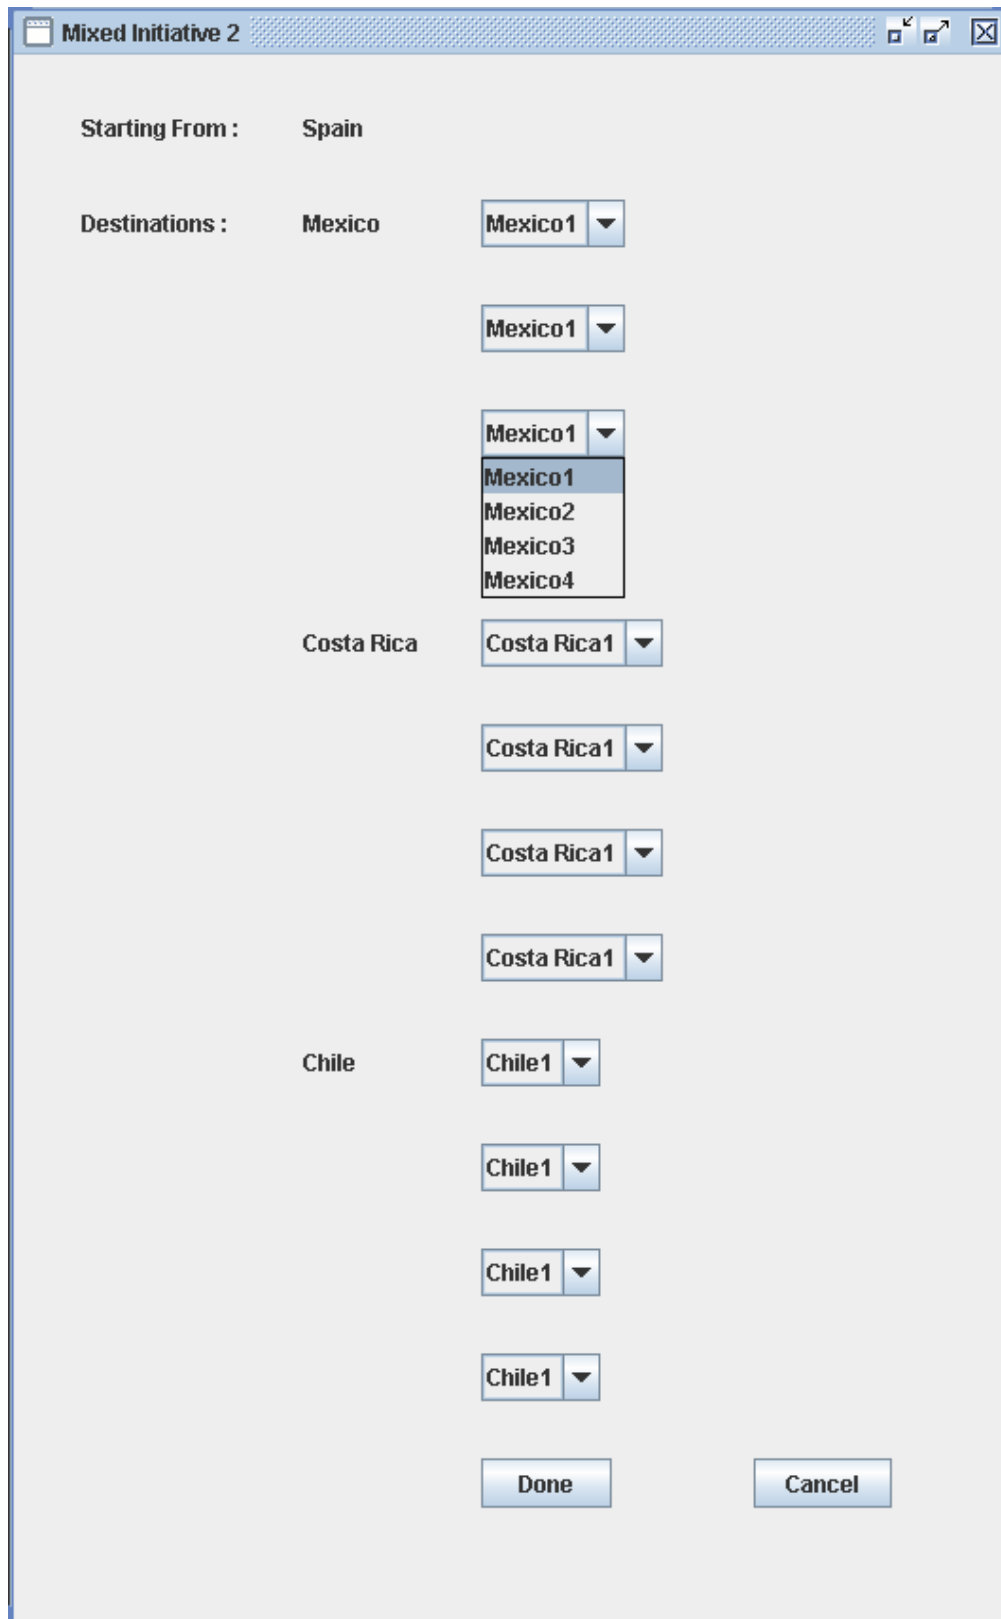 Mixed Initiative 2
Starting From : Spain
Destinations : Mexico Mexico1
Mexico1
Mexico1
Mexico1
Mexico2
Mexico3
Mexico4
Costa Rica Costa Rica1
Costa Rica1
Costa Rica1
Costa Rica1
Chile Chile1
Chile1
Chile1
Chile1
Done Cancel